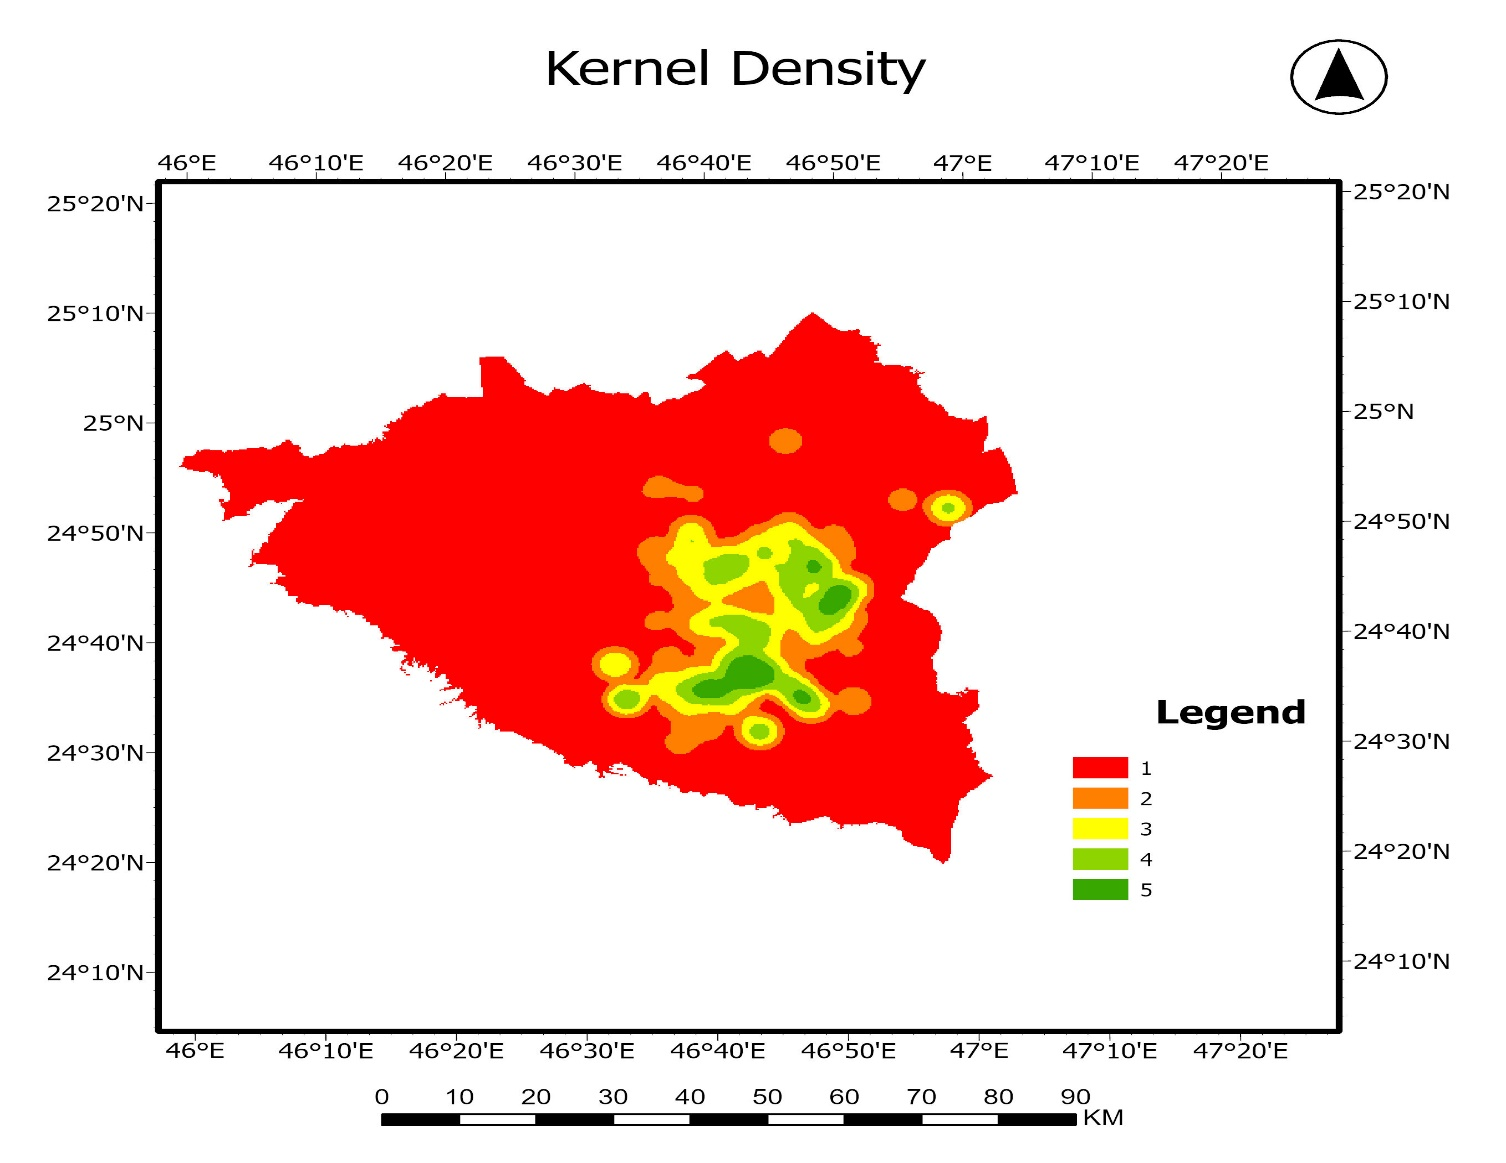 Kernel Density
46°E 46°10'E 46°20'E 46°30'E 46°40'E 46°50'E 47°E 47°10'E 47°20'E
25°20'N 25°20'N
25°10'N 25°10'N
25°N 25°N
24°50'N 24°50'N
24°40'N 24°40'N
Legend
24°30'N 24°30'N
1
2
3
4
5
24°20'N 24°20'N
24°10'N 24°10'N
46°E 46°10'E 46°20'E 46°30'E 46°40'E 46°50'E 47°E 47°10'E 47°20'E
0 10 20 30 40 50 60 70 80 90
KM